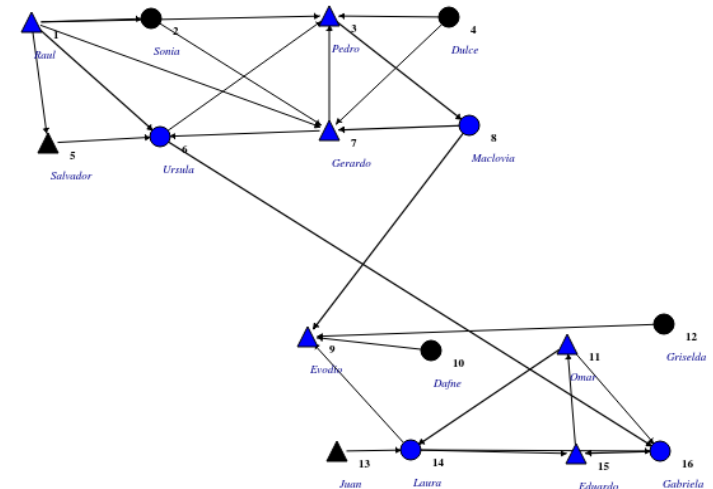 1 Raul
2 Sonia
3 Pedro
4 Dulce
5 Salvador
6 Ursula
7 Gerardo
8 Maclovia
9 Evodio
10 Dafne
11 Omar
12 Griselda
13 Juan
14 Laura
15 Eduardo
16 Gabriela